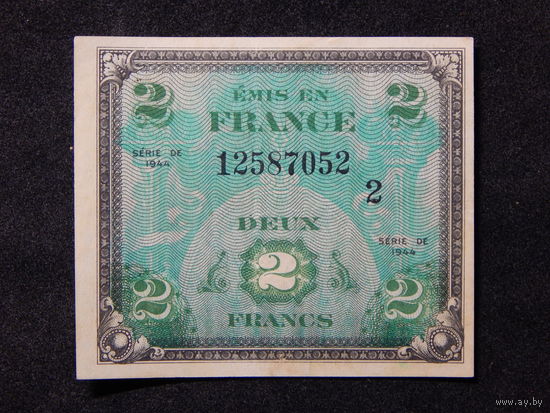 2 ÉMIS EN 2
FRANCE
SÉRIE DE
1944
12587052
2
DEUX
SÉRIE DE
1944
2 2 2
FRANCS
www.ay.by